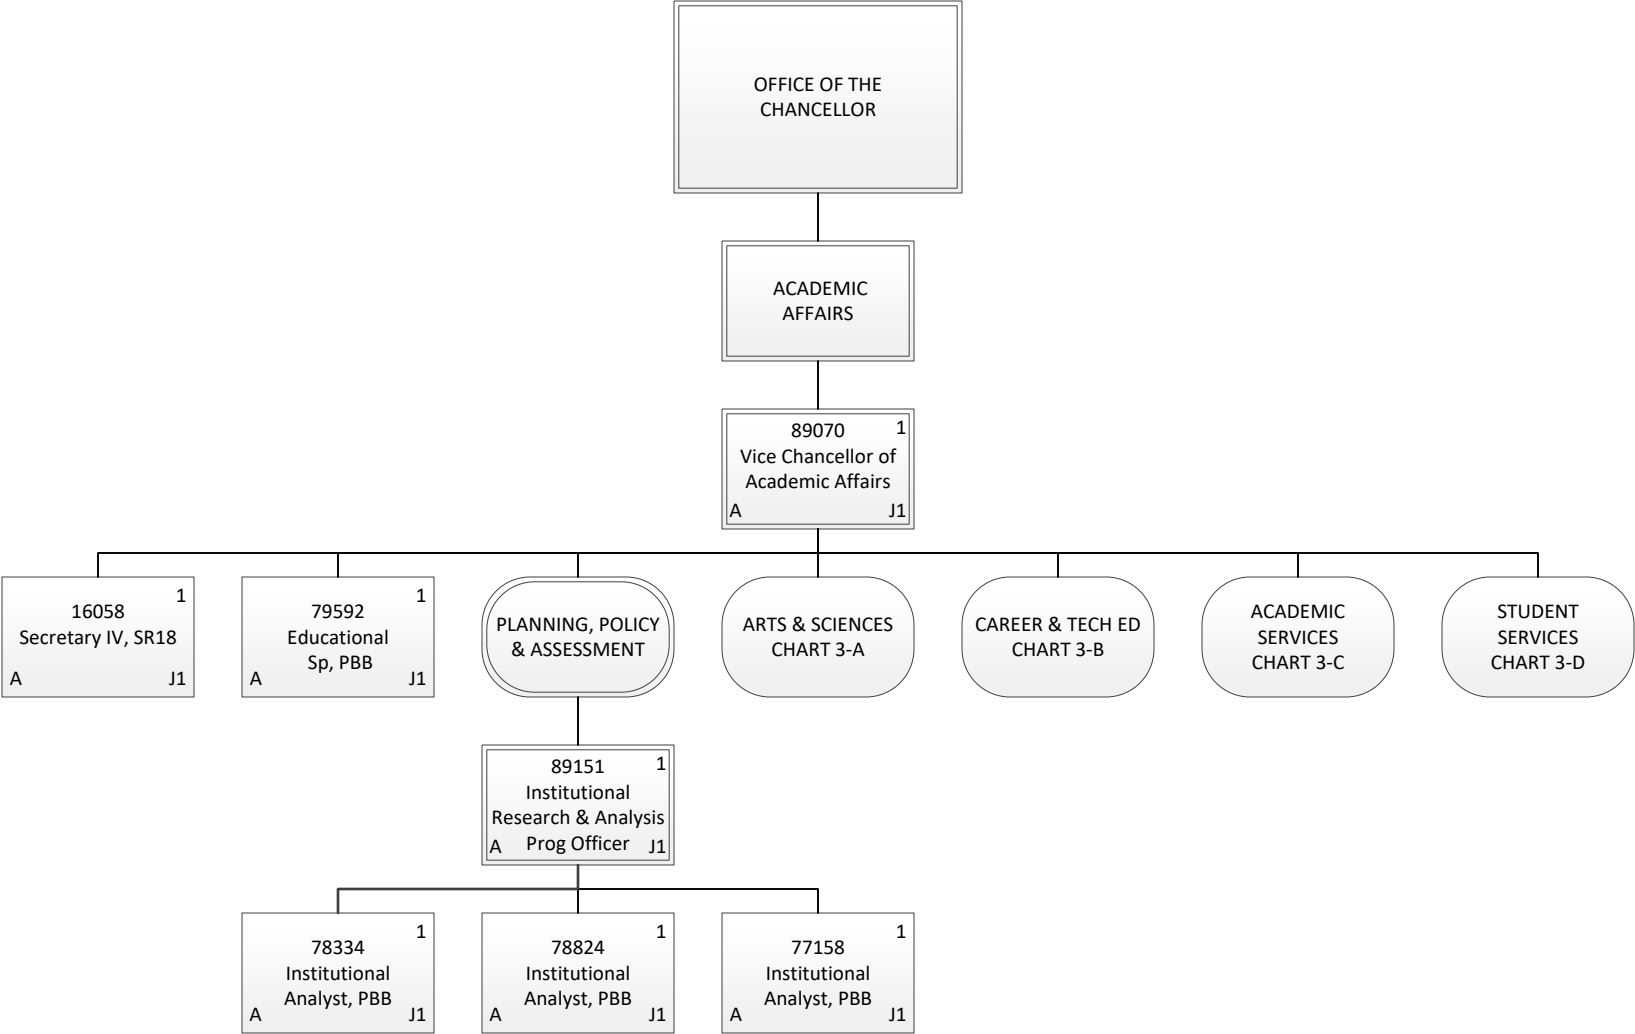 OFFICE OF THE
CHANCELLOR
ACADEMIC
AFFAIRS
89070 1
Vice Chancellor of
Academic Affairs
A J1
1
16058
Secretary IV, SR18
A J1
1
79592
Educational
Sp, PBB
A J1
PLANNING, POLICY
& ASSESSMENT
ARTS & SCIENCES
CHART 3-A
CAREER & TECH ED
CHART 3-B
ACADEMIC
SERVICES
CHART 3-C
STUDENT
SERVICES
CHART 3-D
89151 1
Institutional
Research & Analysis
A Prog Officer J1
1
78334
Institutional
Analyst, PBB
A J1
1
78824
Institutional
Analyst, PBB
A J1
1
77158
Institutional
Analyst, PBB
A J1